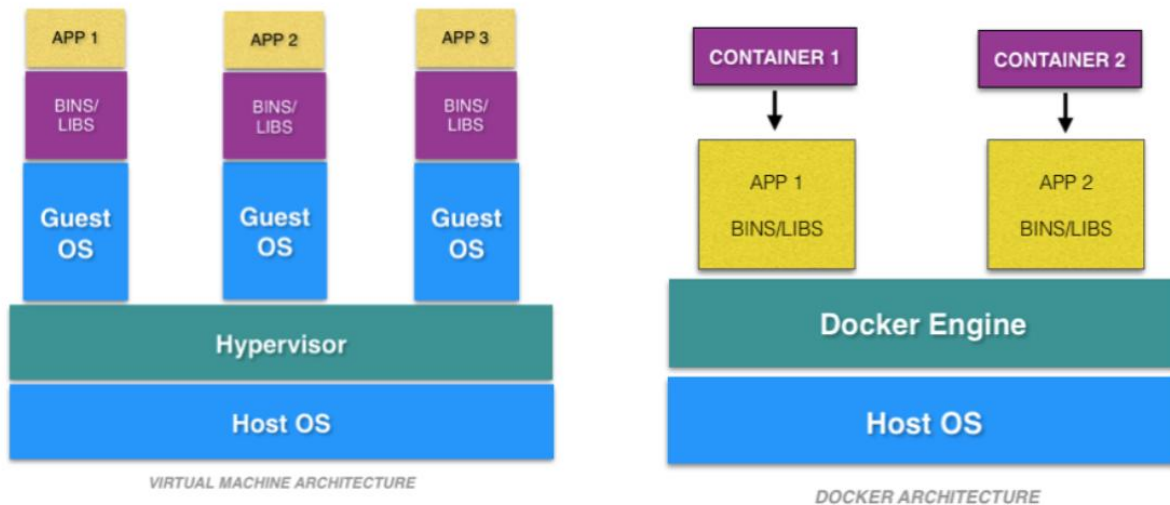 APP 1
BINS/
LIBS
Guest
OS
APP 2
BINS/
LIBS
Guest
OS
APP 3
BINS/
LIBS
Guest
OS
Hypervisor
Host OS
VIRTUAL MACHINE ARCHITECTURE
CONTAINER 1
APP 1
BINS/LIBS
CONTAINER 2
APP 2
BINS/LIBS
Docker Engine
Host OS
DOCKER ARCHITECTURE